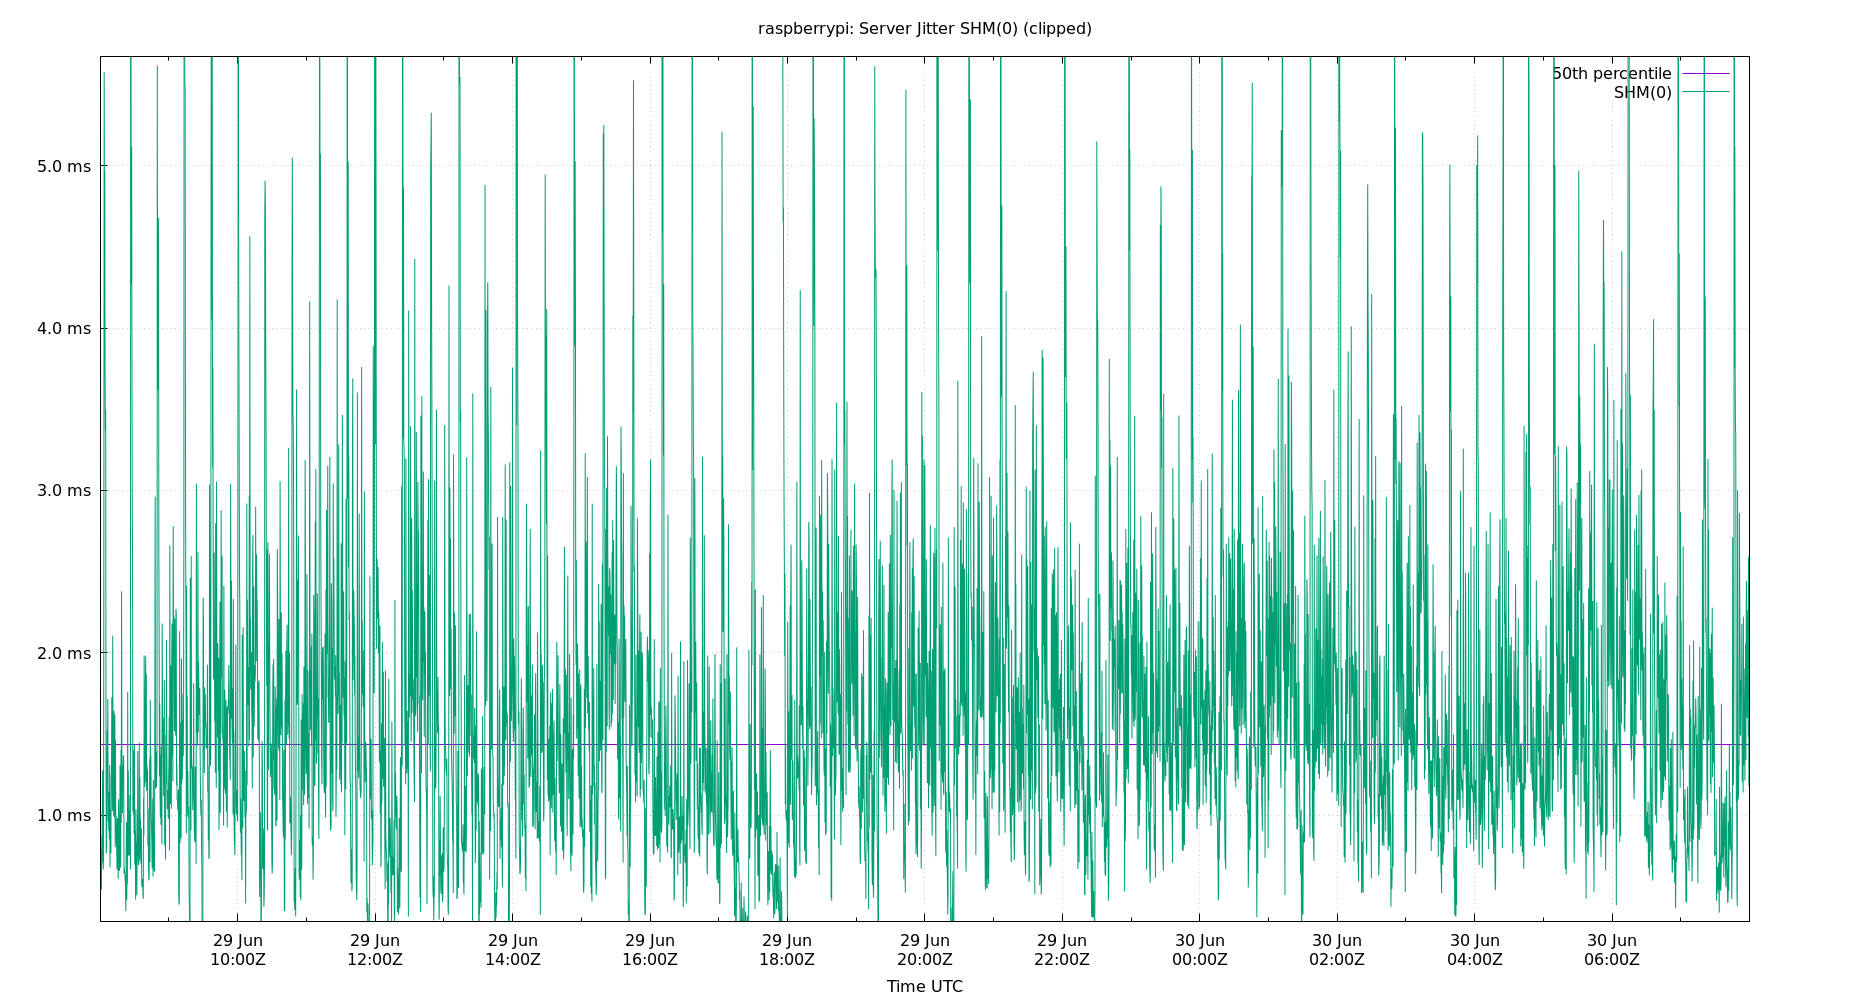 raspberrypi: Server Jitter SHM(0) (clipped)
50th percentile
SHM(0)
5.0 ms
4.0 ms
3.0 ms
2.0 ms
1.0 ms
29 Jun 29 Jun 29 Jun 29 Jun 29 Jun 29 Jun 29 Jun 30 Jun 30 Jun 30 Jun 30 Jun
10:00Z 12:00Z 14:00Z 16:00Z 18:00Z 20:00Z 22:00Z 00:00Z 02:00Z 04:00Z 06:00Z
Time UTC